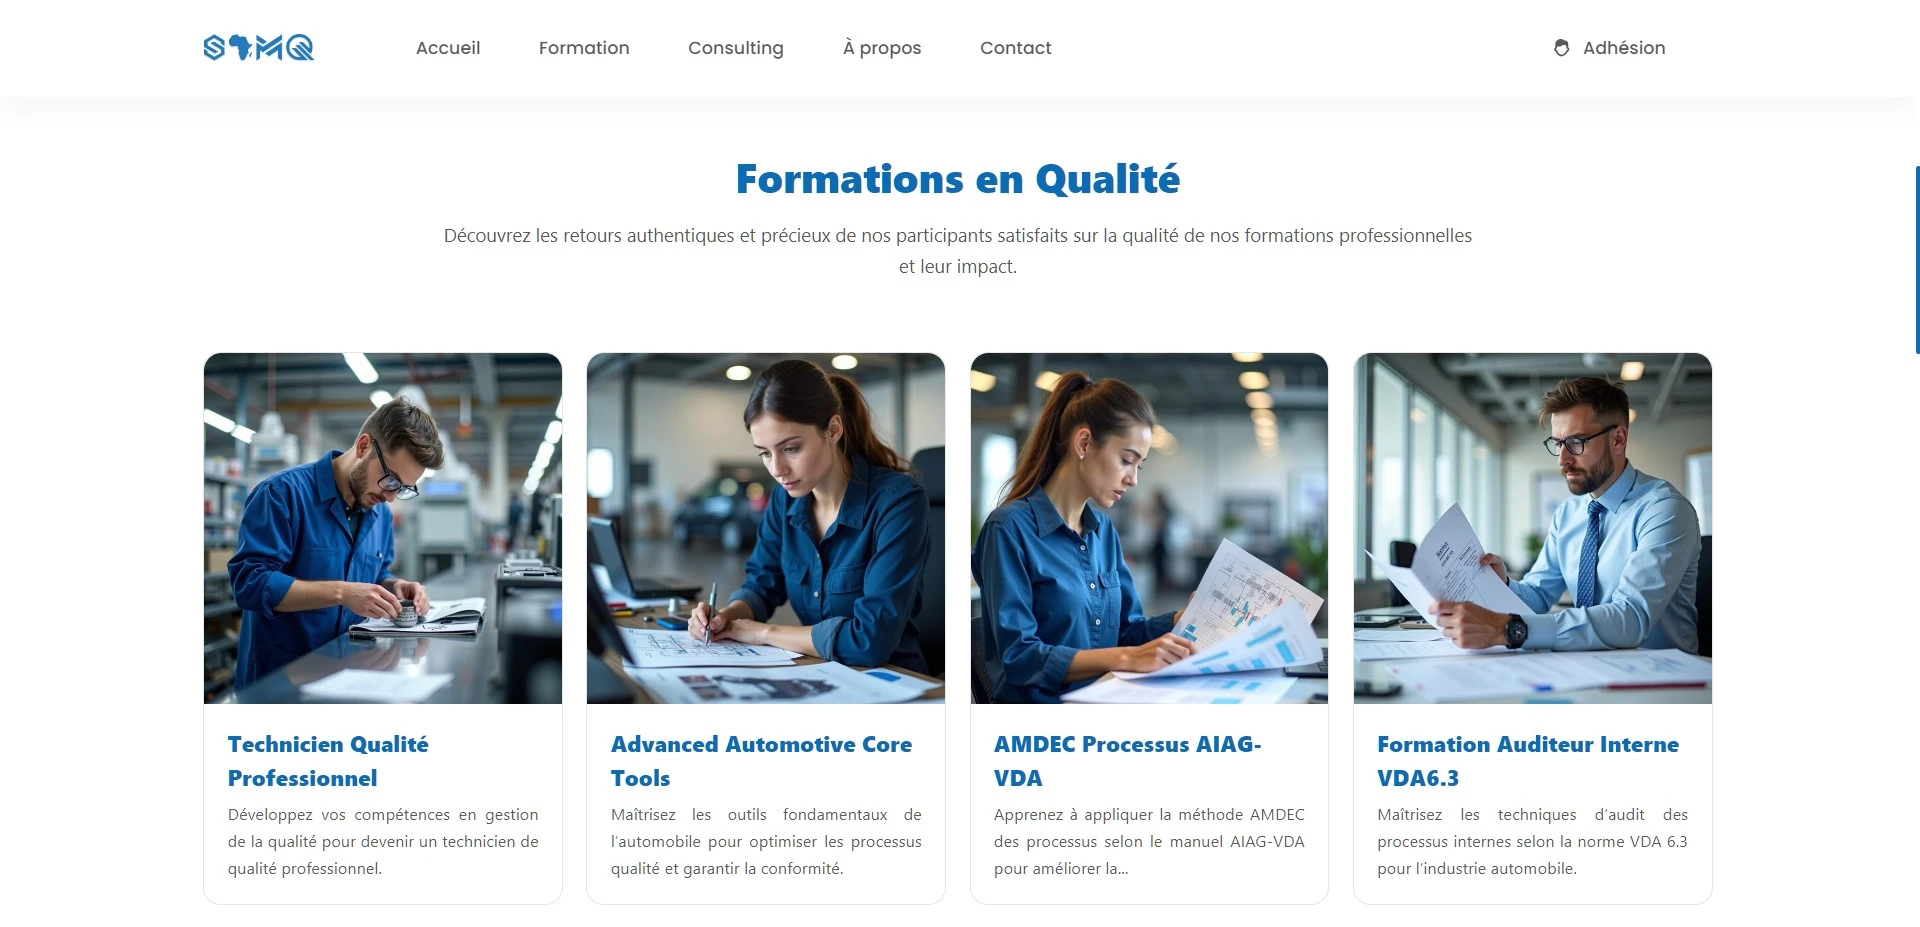 SAMQ
Accueil
Formation
Consulting
À propos
Contact
Adhésion
Formations en Qualité
Découvrez les retours authentiques et précieux de nos participants satisfaits sur la qualité de nos formations professionnelles
et leur impact.
Technicien Qualité
Professionnel
Développez vos compétences en gestion
de la qualité pour devenir un technicien de
qualité professionnel.
Advanced Automotive Core
Tools
Maîtrisez les outils fondamentaux de
l’automobile pour optimiser les processus
qualité et garantir la conformité.
AMDEC Processus AIAG-
VDA
Apprenez à appliquer la méthode AMDEC
des processus selon le manuel AIAG-VDA
pour améliorer la...
Formation Auditeur Interne
VDA6.3
Maîtrisez les techniques d’audit des
processus internes selon la norme VDA 6.3
pour l’industrie automobile.